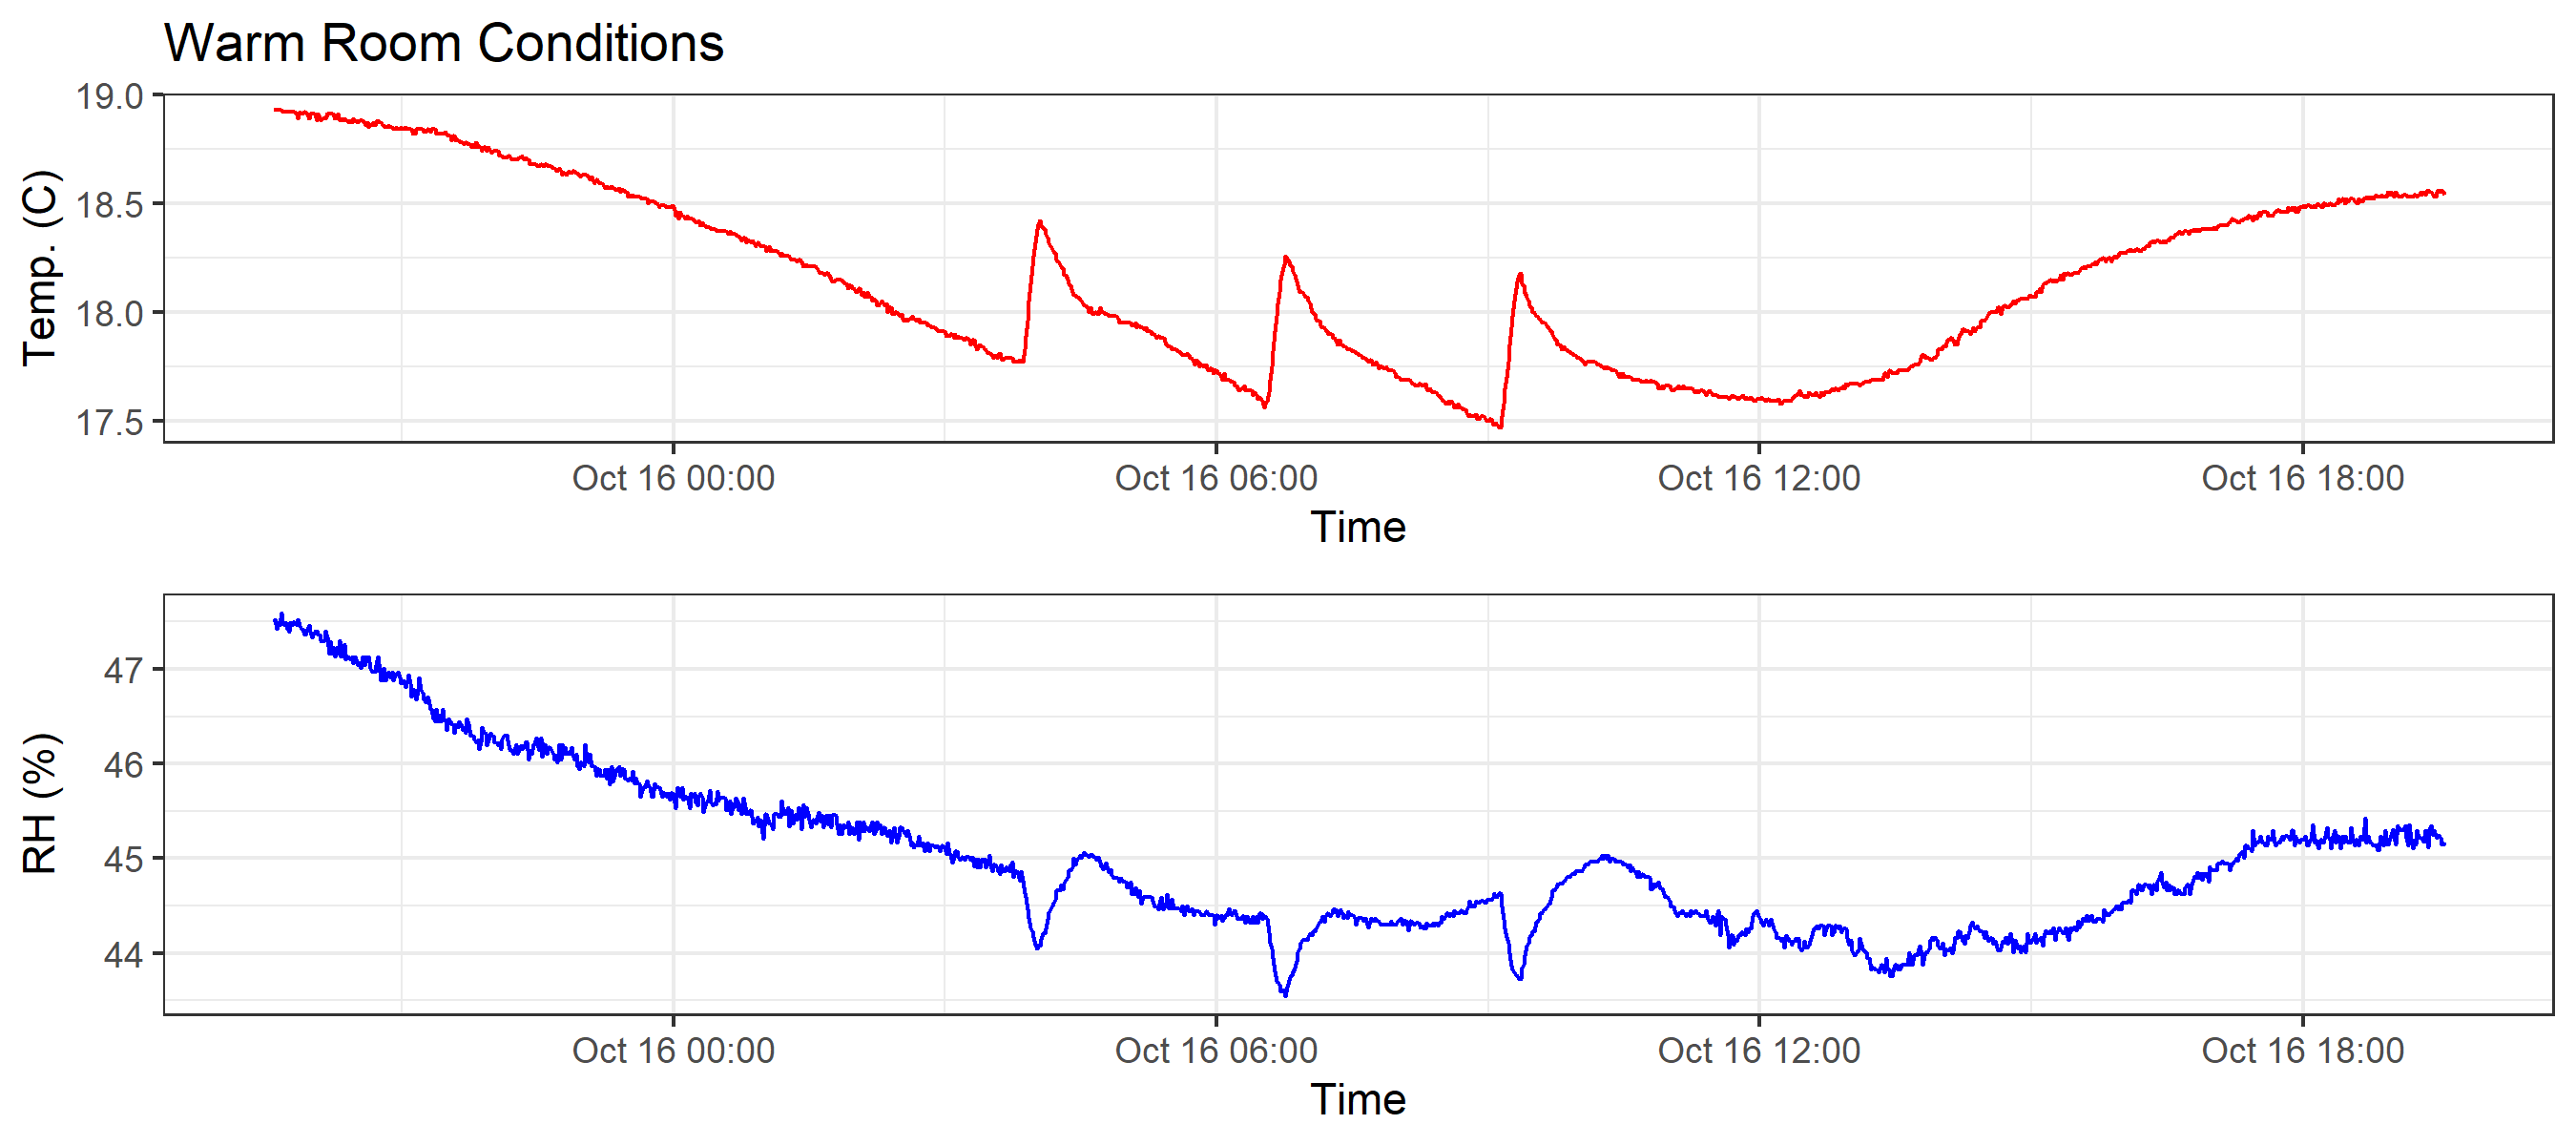 Warm Room Conditions
19.0
18.5
18.0
17.5
Temp. (C)
Oct 16 00:00 Oct 16 06:00 Oct 16 12:00 Oct 16 18:00
Time
47
46
45
44
RH (%)
Oct 16 00:00 Oct 16 06:00 Oct 16 12:00 Oct 16 18:00
Time